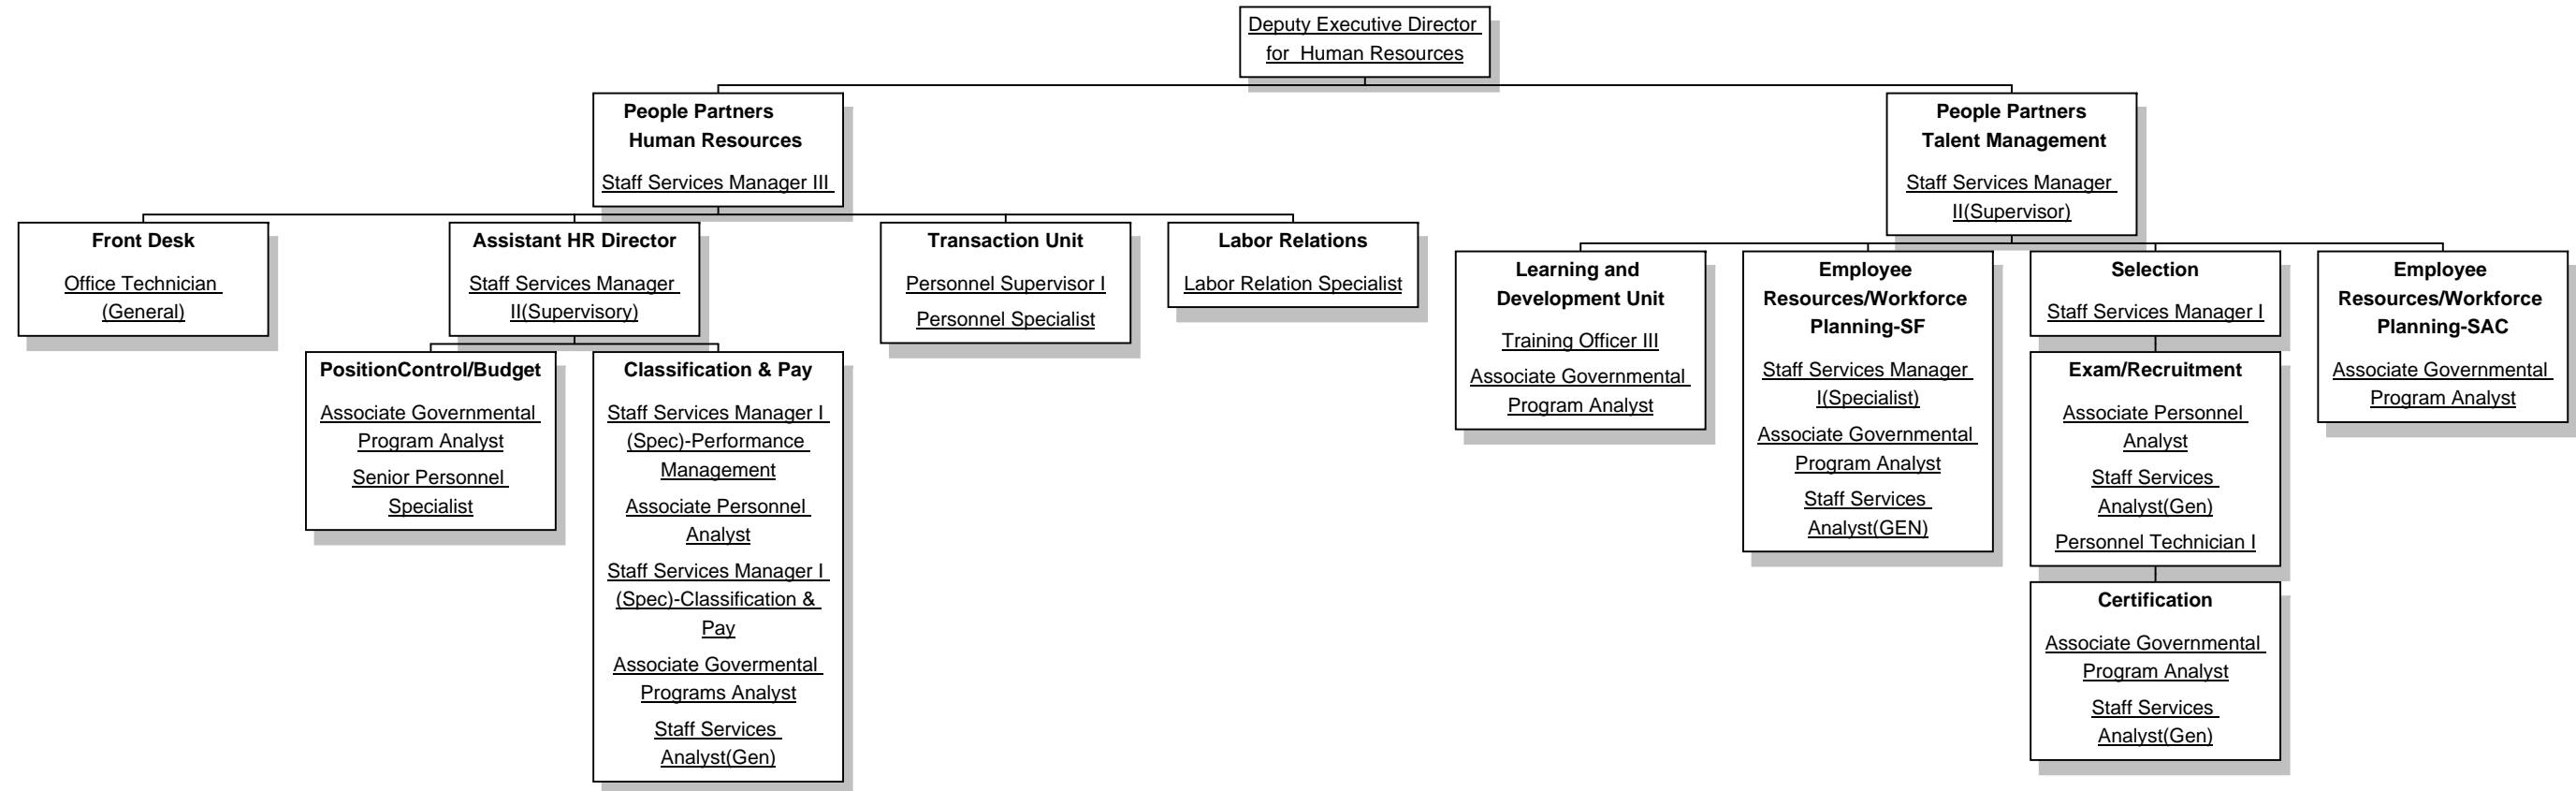 Deputy Executive Director
for  Human Resources
People Partners
Human Resources
Staff Services Manager III
People Partners
Talent Management
Staff Services Manager
II(Supervisor)
Front Desk
Office Technician
(General)
Assistant HR Director
Staff Services Manager
II(Supervisory)
Transaction Unit
Personnel Supervisor I
Personnel Specialist
Labor Relations
Labor Relation Specialist
PositionControl/Budget
Associate Governmental
Program Analyst
Senior Personnel
Specialist
Classification & Pay
Staff Services Manager I
(Spec)-Performance
Management
Associate Personnel
Analyst
Staff Services Manager I
(Spec)-Classification &
Pay
Associate Govermental
Programs Analyst
Staff Services
Analyst(Gen)
Learning and
Development Unit
Training Officer III
Associate Governmental
Program Analyst
Employee
Resources/Workforce
Planning-SF
Staff Services Manager
I(Specialist)
Associate Governmental
Program Analyst
Staff Services
Analyst(GEN)
Selection
Staff Services Manager I
Exam/Recruitment
Associate Personnel
Analyst
Staff Services
Analyst(Gen)
Personnel Technician I
Certification
Associate Governmental
Program Analyst
Staff Services
Analyst(Gen)
Employee
Resources/Workforce
Planning-SAC
Associate Governmental
Program Analyst